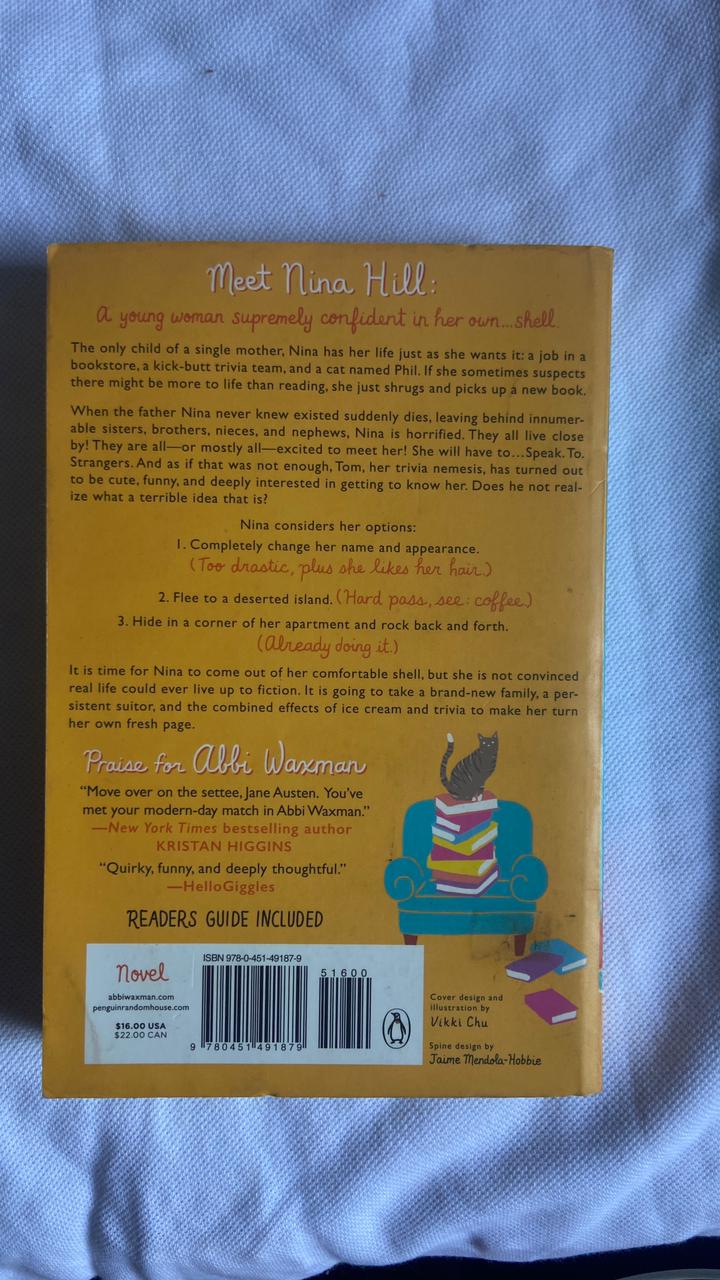 Meet Nina Hill:
A young woman supremely confident in her own...shell.
The only child of a single mother, Nina has her life just as she wants it: a job in a
bookstore, a kick-butt trivia team, and a cat named Phil. If she sometimes suspects
there might be more to life than reading, she just shrugs and picks up a new book.
When the father Nina never knew existed suddenly dies, leaving behind innumer-
able sisters, brothers, nieces, and nephews, Nina is horrified. They all live close
by! They are all—or mostly all—excited to meet her! She will have to...Speak. To.
Strangers. And as if that was not enough, Tom, her trivia nemesis, has turned out
to be cute, funny, and deeply interested in getting to know her. Does he not real-
ize what a terrible idea that is?
Nina considers her options:
1. Completely change her name and appearance.
(Too drastic, plus she likes her hair.)
2. Flee to a deserted island. (Hard pass, see: coffee.)
3. Hide in a corner of her apartment and rock back and forth.
(Already doing it.)
It is time for Nina to come out of her comfortable shell, but she is not convinced
real life could ever live up to fiction. It is going to take a brand-new family, a per-
sistent suitor, and the combined effects of ice cream and trivia to make her turn
her own fresh page.
Praise for Abbi Waxman
“Move over on the settee, Jane Austen. You’ve
met your modern-day match in Abbi Waxman.”
—New York Times bestselling author
KRISTAN HIGGINS
“Quirky, funny, and deeply thoughtful.”
—HelloGiggles
READERS GUIDE INCLUDED
Novel
abbiwaxman.com
penguinrandomhouse.com
$16.00 USA
$22.00 CAN
ISBN 978-0-451-49187-9
51600
9 780451 491879
Cover design and
illustration by
Vikki Chu
Spine design by
Jaime Mendola-Hobbie